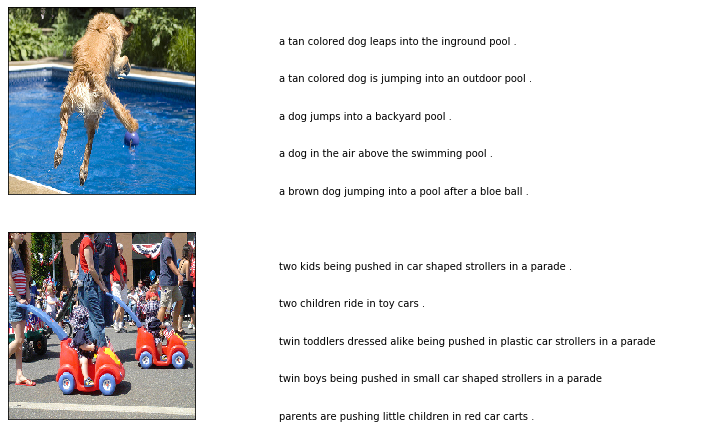 a tan colored dog leaps into the inground pool .
a tan colored dog is jumping into an outdoor pool .
a dog jumps into a backyard pool .
a dog in the air above the swimming pool .
a brown dog jumping into a pool after a bloe ball .
two kids being pushed in car shaped strollers in a parade .
two children ride in toy cars .
twin toddlers dressed alike being pushed in plastic car strollers in a parade
twin boys being pushed in small car shaped strollers in a parade
parents are pushing little children in red car carts .